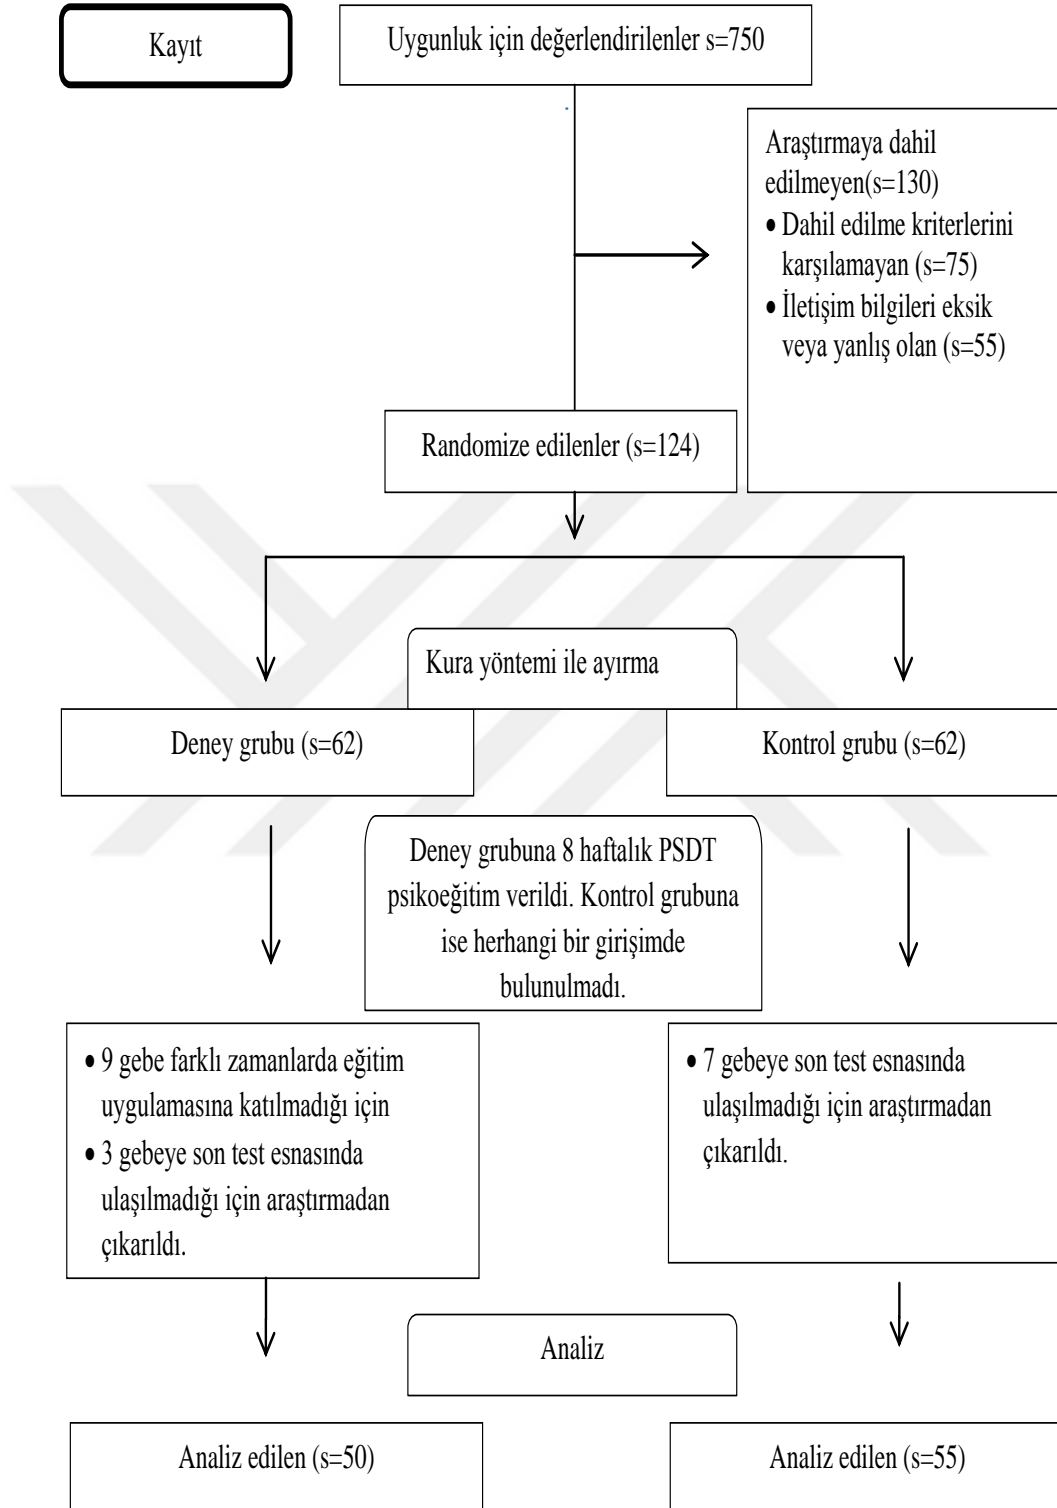 Kayıt
Uygunluk için değerlendirilenler s=750
Araştırmaya dahil
edilmeyen(s=130)
• Dahil edilme kriterlerini
karşılamayan (s=75)
• İletişim bilgileri eksik
veya yanlış olan (s=55)
Randomize edilenler (s=124)
Kura yöntemi ile ayırma
Deney grubu (s=62)
Kontrol grubu (s=62)
Deney grubuna 8 haftalık PSDT
psikoeğitim verildi. Kontrol grubuna
ise herhangi bir girişimde
bulunulmadı.
• 9 gebe farklı zamanlarda eğitim
uygulamasına katılmadığı için
• 3 gebeye son test esnasında
ulaşılmadığı için araştırmadan
çıkarıldı.
• 7 gebeye son test esnasında
ulaşılmadığı için araştırmadan
çıkarıldı.
Analiz
Analiz edilen (s=50)
Analiz edilen (s=55)